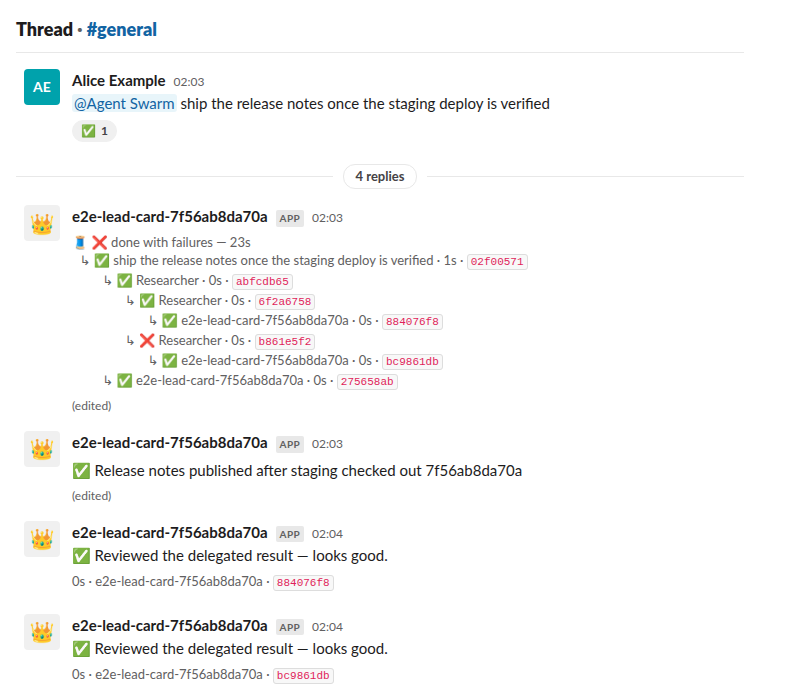 Thread • #general
AE
Alice Example 02:03
@Agent Swarm ship the release notes once the staging deploy is verified
✅ 1
4 replies
e2e-lead-card-7f56ab8da70a APP 02:03
🧵 ❌ done with failures — 23s
↳ ✅ ship the release notes once the staging deploy is verified · 1s · 02f00571
↳ ✅ Researcher · 0s · abfcdb65
↳ ✅ Researcher · 0s · 6f2a6758
↳ ✅ e2e-lead-card-7f56ab8da70a · 0s · 884076f8
↳ ❌ Researcher · 0s · b861e5f2
↳ ✅ e2e-lead-card-7f56ab8da70a · 0s · bc9861db
↳ ✅ e2e-lead-card-7f56ab8da70a · 0s · 275658ab
(edited)
e2e-lead-card-7f56ab8da70a APP 02:03
✅ Release notes published after staging checked out 7f56ab8da70a
(edited)
e2e-lead-card-7f56ab8da70a APP 02:04
✅ Reviewed the delegated result — looks good.
0s · e2e-lead-card-7f56ab8da70a · 884076f8
e2e-lead-card-7f56ab8da70a APP 02:04
✅ Reviewed the delegated result — looks good.
0s · e2e-lead-card-7f56ab8da70a · bc9861db